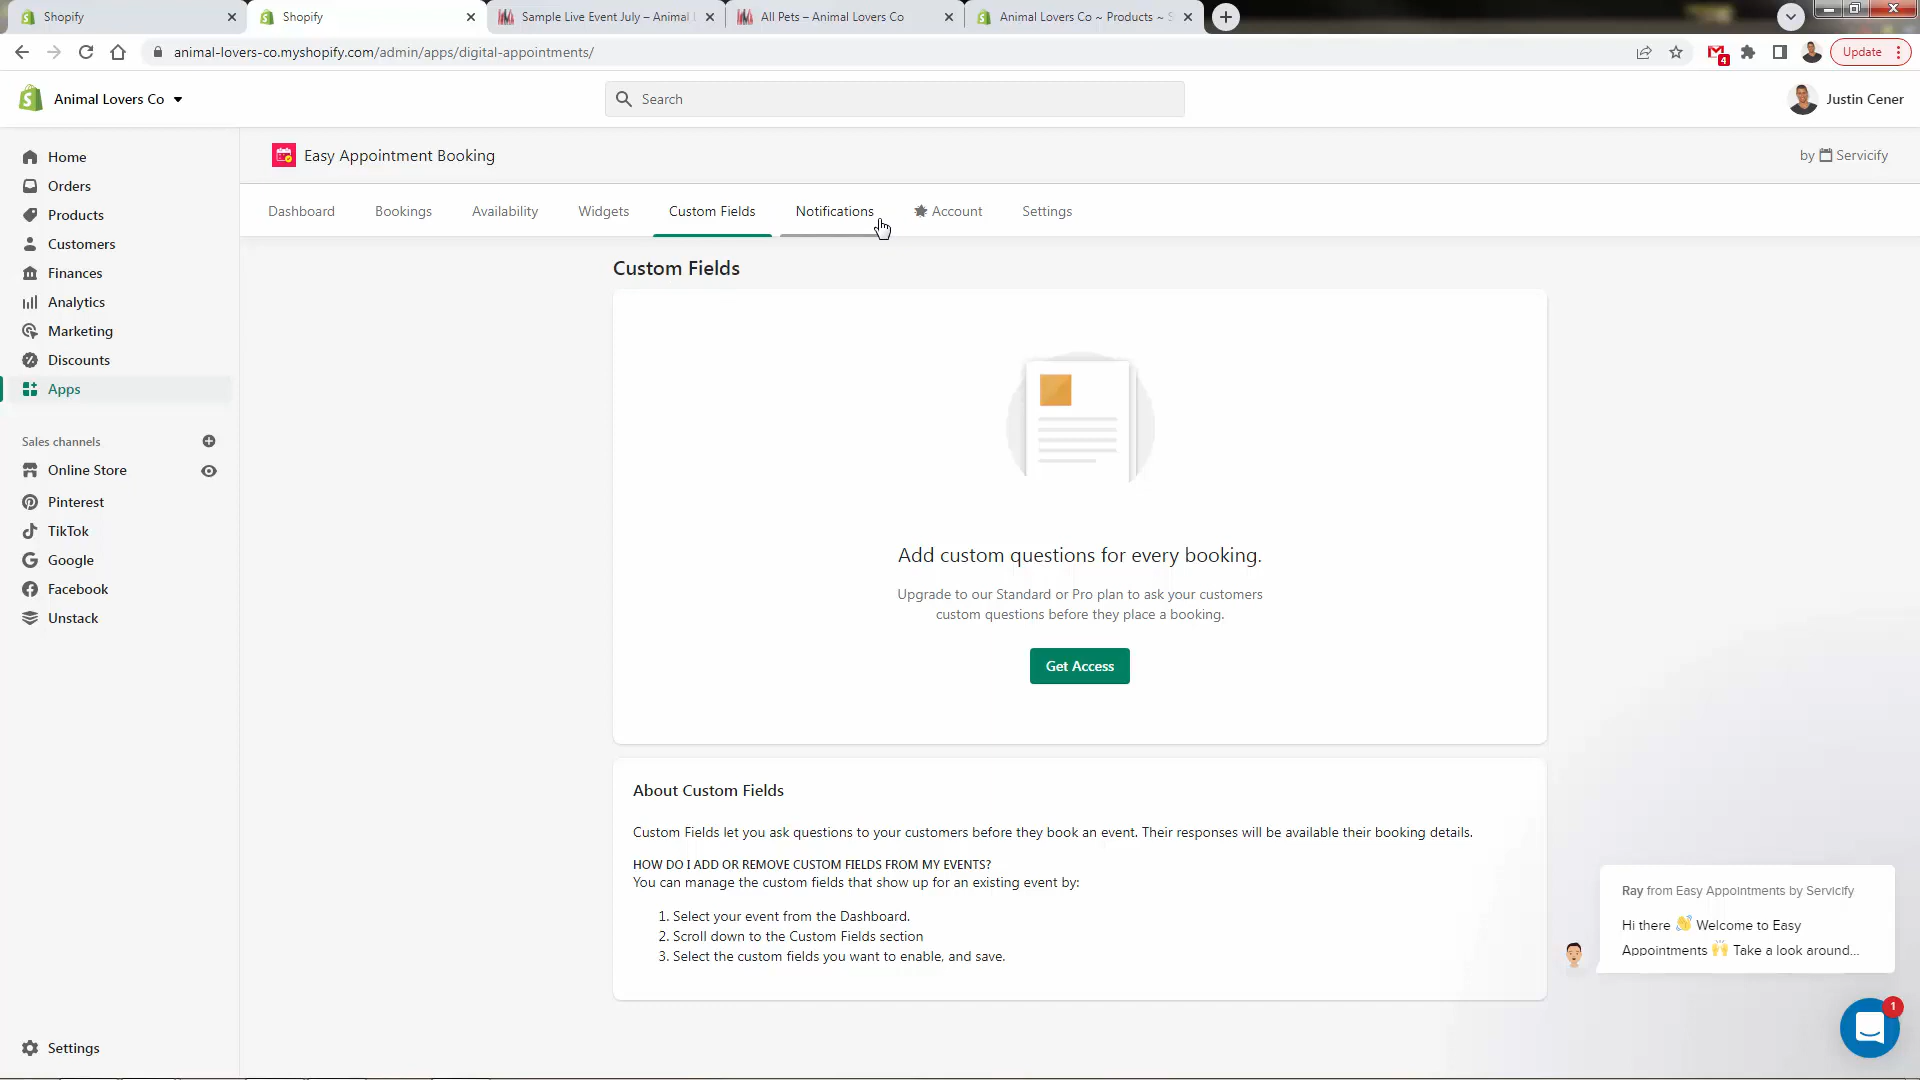 Shopify
Shopify
Sample Live Event July – Animal L
All Pets – Animal Lovers Co
Animal Lovers Co ~ Products ~ S
animal-lovers-co.myshopify.com/admin/apps/digital-appointments/
4
Update
Animal Lovers Co
Search
Justin Cener
Home
Orders
Products
Customers
Finances
Analytics
Marketing
Discounts
Apps
Sales channels
Online Store
Pinterest
TikTok
Google
Facebook
Unstack
Settings
Easy Appointment Booking
by Servicify
Dashboard
Bookings
Availability
Widgets
Custom Fields
Notifications
Account
Settings
Custom Fields
Add custom questions for every booking.
Upgrade to our Standard or Pro plan to ask your customers
custom questions before they place a booking.
Get Access
About Custom Fields
Custom Fields let you ask questions to your customers before they book an event. Their responses will be available their booking details.
HOW DO I ADD OR REMOVE CUSTOM FIELDS FROM MY EVENTS?
You can manage the custom fields that show up for an existing event by:
1. Select your event from the Dashboard.
2. Scroll down to the Custom Fields section
3. Select the custom fields you want to enable, and save.
Ray from Easy Appointments by Servicify
Hi there 👋 Welcome to Easy
Appointments 🙌 Take a look around...
1